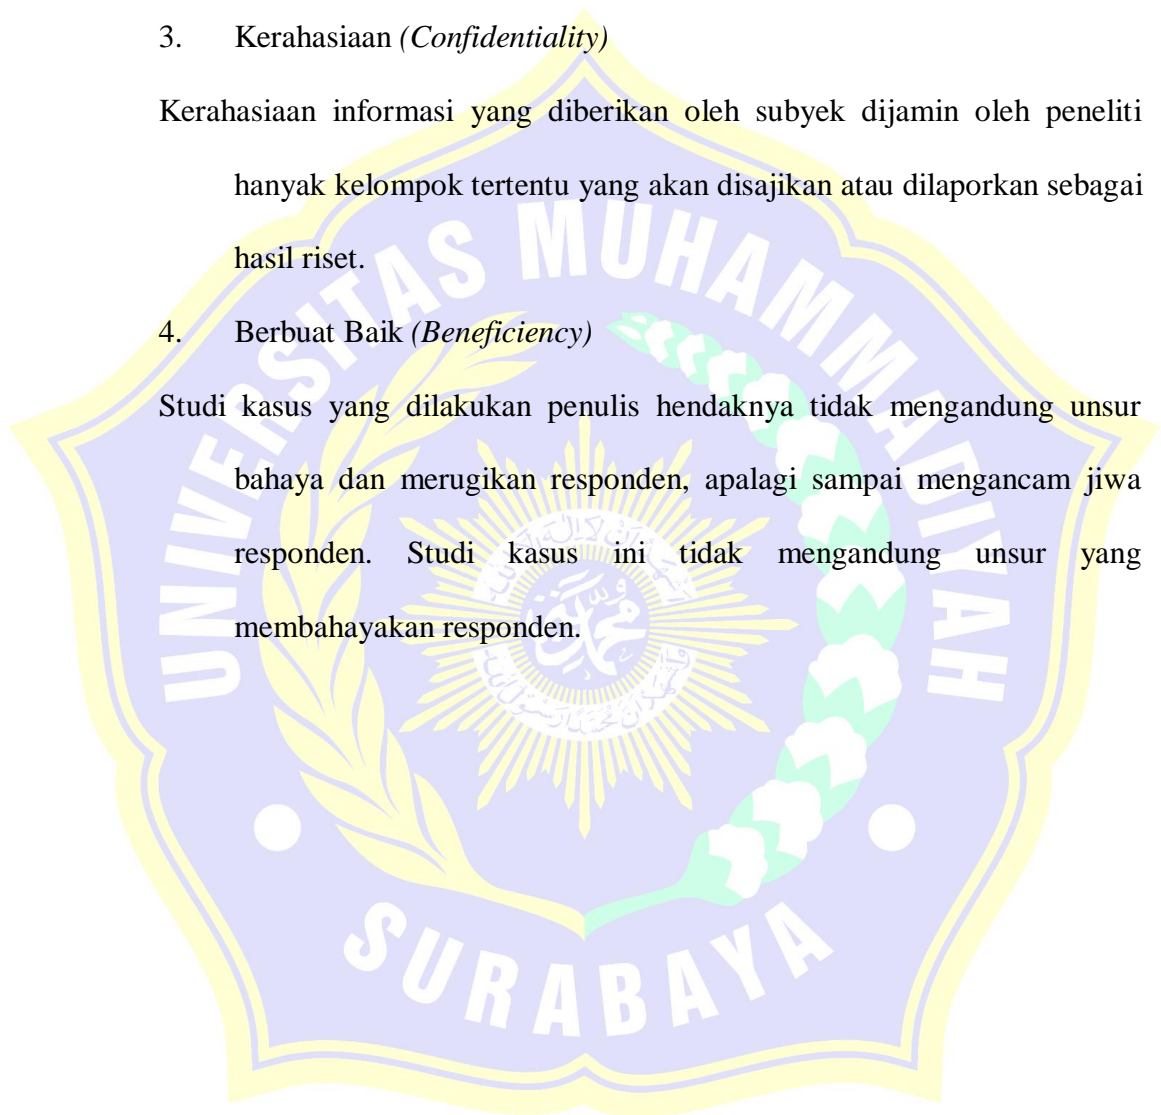 3. Kerahasiaan (Confidentiality)
Kerahasiaan informasi yang diberikan oleh subyek dijamin oleh peneliti
hanyak kelompok tertentu yang akan disajikan atau dilaporkan sebagai
hasil riset.
4. Berbuat Baik (Beneficiency)
Studi kasus yang dilakukan penulis hendaknya tidak mengandung unsur
bahaya dan merugikan responden, apalagi sampai mengancam jiwa
responden. Studi kasus ini tidak mengandung unsur yang
membahayakan responden.
UNIVERSITAS MUHAMMADIYAH
SURABAYA